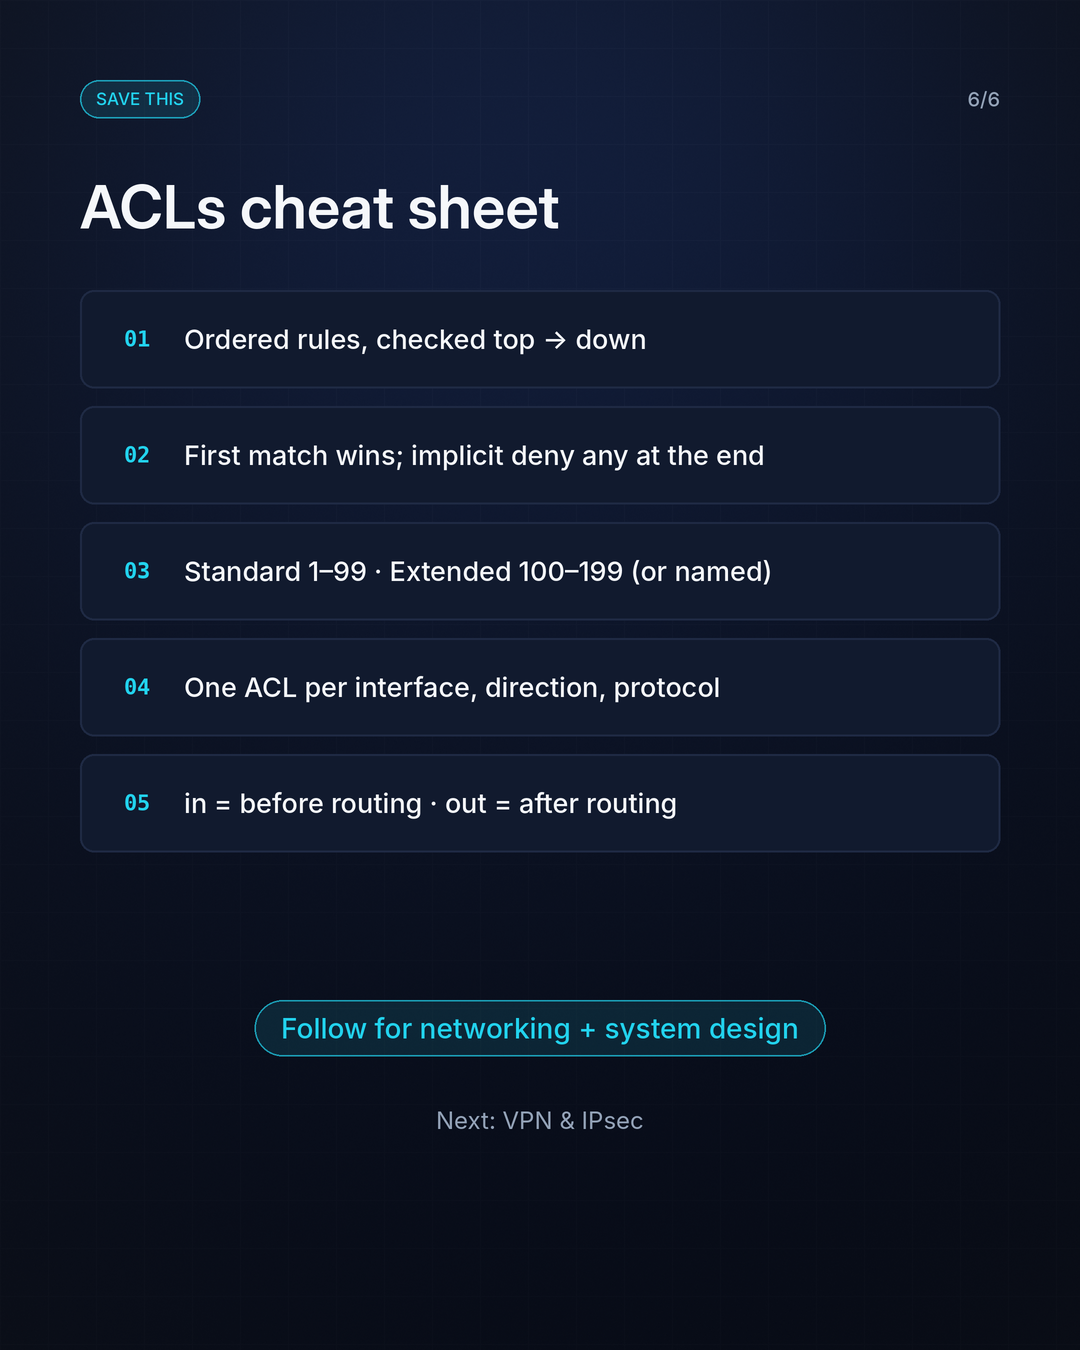 SAVE THIS
6/6
ACLs cheat sheet
01 Ordered rules, checked top → down
02 First match wins; implicit deny any at the end
03 Standard 1–99 · Extended 100–199 (or named)
04 One ACL per interface, direction, protocol
05 in = before routing · out = after routing
Follow for networking + system design
Next: VPN & IPsec